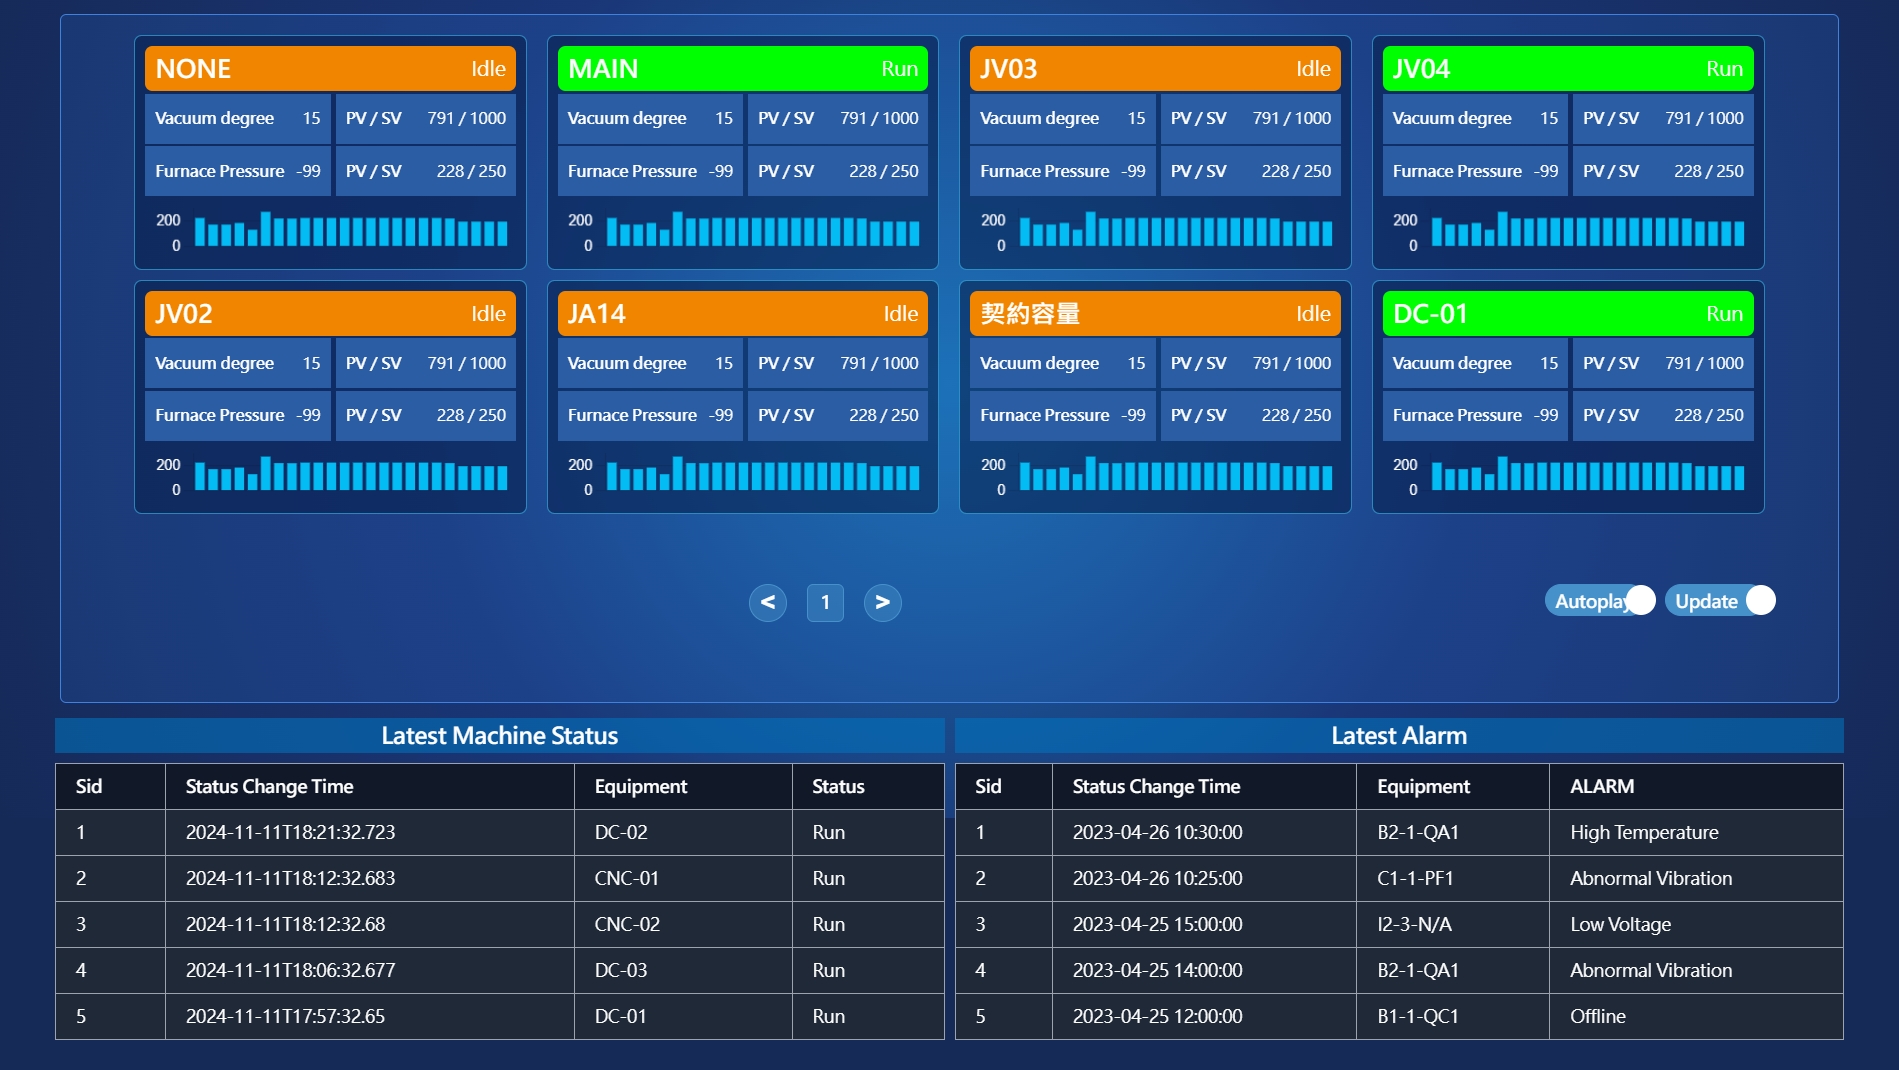 NONE Idle
Vacuum degree 15 PV / SV 791 / 1000
Furnace Pressure -99 PV / SV 228 / 250
200
0
MAIN Run
Vacuum degree 15 PV / SV 791 / 1000
Furnace Pressure -99 PV / SV 228 / 250
200
0
JV03 Idle
Vacuum degree 15 PV / SV 791 / 1000
Furnace Pressure -99 PV / SV 228 / 250
200
0
JV04 Run
Vacuum degree 15 PV / SV 791 / 1000
Furnace Pressure -99 PV / SV 228 / 250
200
0
JV02 Idle
Vacuum degree 15 PV / SV 791 / 1000
Furnace Pressure -99 PV / SV 228 / 250
200
0
JA14 Idle
Vacuum degree 15 PV / SV 791 / 1000
Furnace Pressure -99 PV / SV 228 / 250
200
0
契約容量 Idle
Vacuum degree 15 PV / SV 791 / 1000
Furnace Pressure -99 PV / SV 228 / 250
200
0
DC-01 Run
Vacuum degree 15 PV / SV 791 / 1000
Furnace Pressure -99 PV / SV 228 / 250
200
0
< 1 >
Autoplay Update
Latest Machine Status
Sid Status Change Time Equipment Status
1 2024-11-11T18:21:32.723 DC-02 Run
2 2024-11-11T18:12:32.683 CNC-01 Run
3 2024-11-11T18:12:32.68 CNC-02 Run
4 2024-11-11T18:06:32.677 DC-03 Run
5 2024-11-11T17:57:32.65 DC-01 Run
Latest Alarm
Sid Status Change Time Equipment ALARM
1 2023-04-26 10:30:00 B2-1-QA1 High Temperature
2 2023-04-26 10:25:00 C1-1-PF1 Abnormal Vibration
3 2023-04-25 15:00:00 I2-3-N/A Low Voltage
4 2023-04-25 14:00:00 B2-1-QA1 Abnormal Vibration
5 2023-04-25 12:00:00 B1-1-QC1 Offline